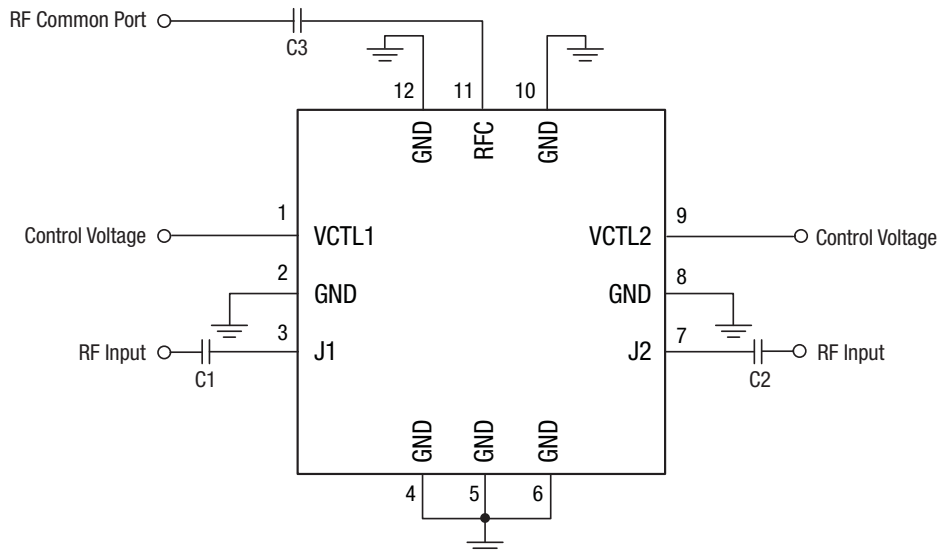 RF Common Port
C3
12
11
10
GND
RFC
GND
1
9
Control Voltage
VCTL1
VCTL2
Control Voltage
2
8
GND
GND
3
7
RF Input
J1
J2
RF Input
C1
C2
GND
GND
GND
4
5
6